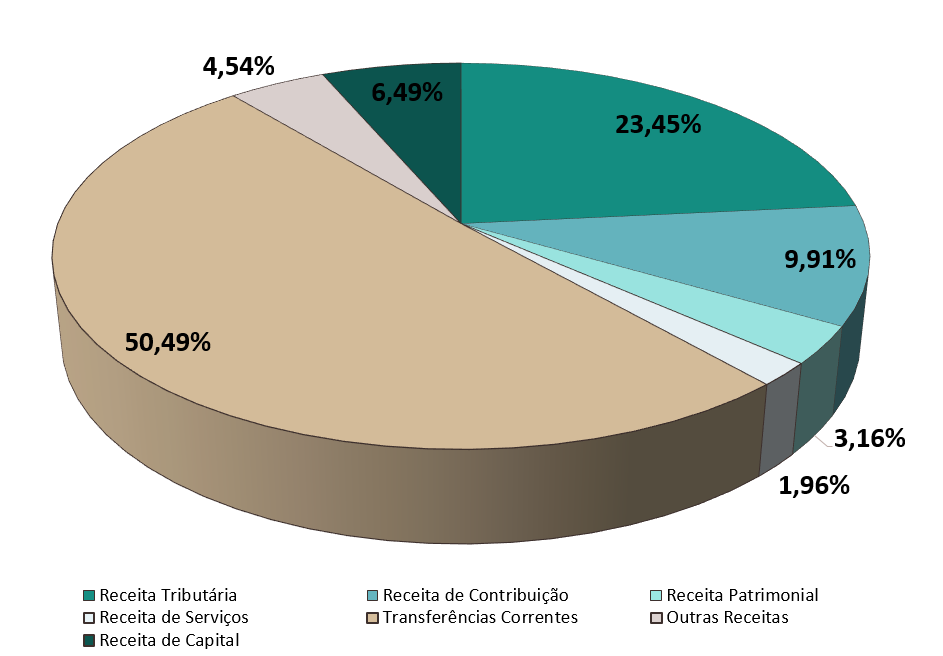 4,54%
6,49%
23,45%
9,91%
50,49%
3,16%
1,96%
Receita Tributária
Receita de Contribuição
Receita Patrimonial
Receita de Serviços
Transferências Correntes
Outras Receitas
Receita de Capital